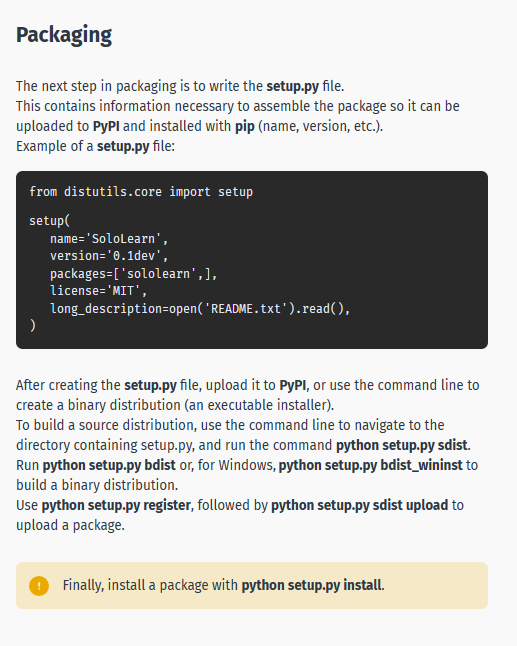 Packaging
The next step in packaging is to write the setup.py file.
This contains information necessary to assemble the package so it can be
uploaded to PyPI and installed with pip (name, version, etc.).
Example of a setup.py file:
from distutils.core import setup
setup(
   name='SoloLearn',
   version='0.1dev',
   packages=['sololearn',],
   license='MIT',
   long_description=open('README.txt').read(),
)
After creating the setup.py file, upload it to PyPI, or use the command line to
create a binary distribution (an executable installer).
To build a source distribution, use the command line to navigate to the
directory containing setup.py, and run the command python setup.py sdist.
Run python setup.py bdist or, for Windows, python setup.py bdist_wininst to
build a binary distribution.
Use python setup.py register, followed by python setup.py sdist upload to
upload a package.
! Finally, install a package with python setup.py install.